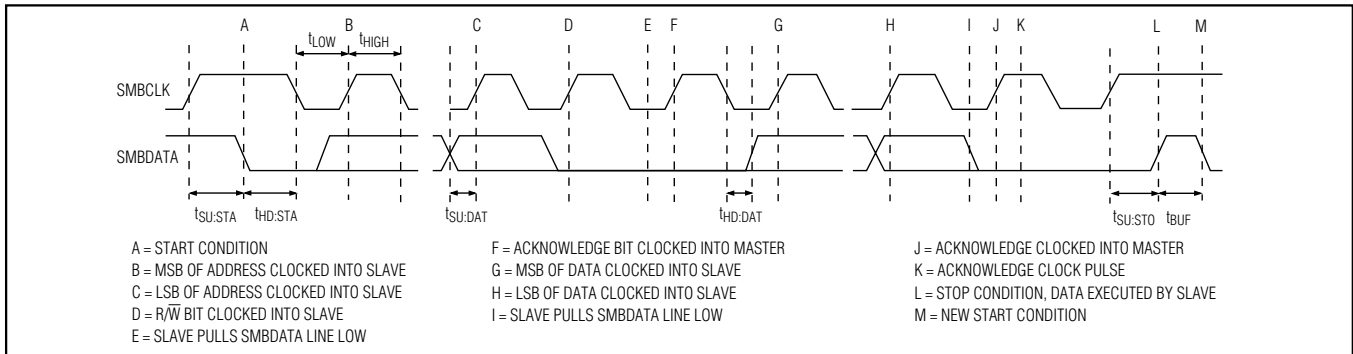 A B C D E F G H I J K L M
tLOW tHIGH
SMBCLK
SMBDATA
tSU:STA tHD:STA tSU:DAT tHD:DAT tSU:STO tBUF
A = START CONDITION
B = MSB OF ADDRESS CLOCKED INTO SLAVE
C = LSB OF ADDRESS CLOCKED INTO SLAVE
D = R/W̅ BIT CLOCKED INTO SLAVE
E = SLAVE PULLS SMBDATA LINE LOW
F = ACKNOWLEDGE BIT CLOCKED INTO MASTER
G = MSB OF DATA CLOCKED INTO SLAVE
H = LSB OF DATA CLOCKED INTO SLAVE
I = SLAVE PULLS SMBDATA LINE LOW
J = ACKNOWLEDGE CLOCKED INTO MASTER
K = ACKNOWLEDGE CLOCK PULSE
L = STOP CONDITION, DATA EXECUTED BY SLAVE
M = NEW START CONDITION